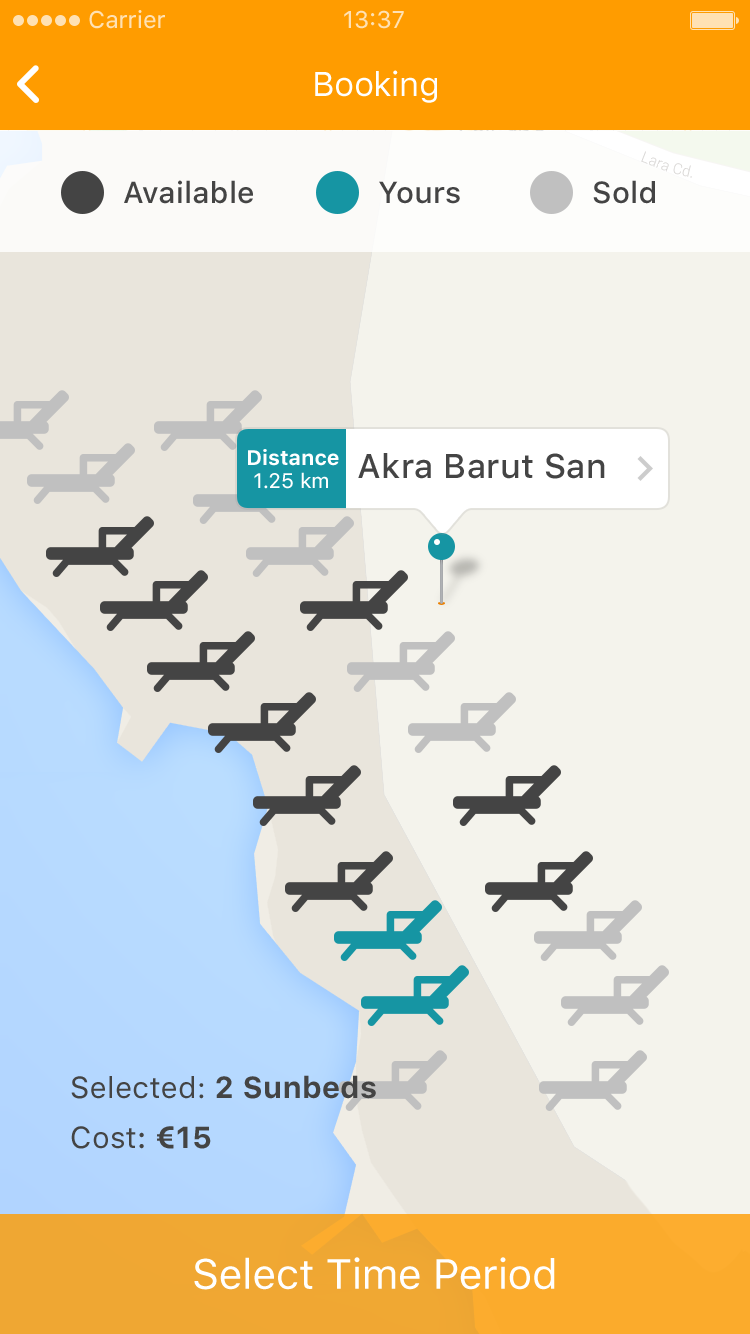 Carrier
13:37
Booking
Lara Cd.
Available
Yours
Sold
Distance
1.25 km
Akra Barut San
Selected: 2 Sunbeds
Cost: €15
Select Time Period